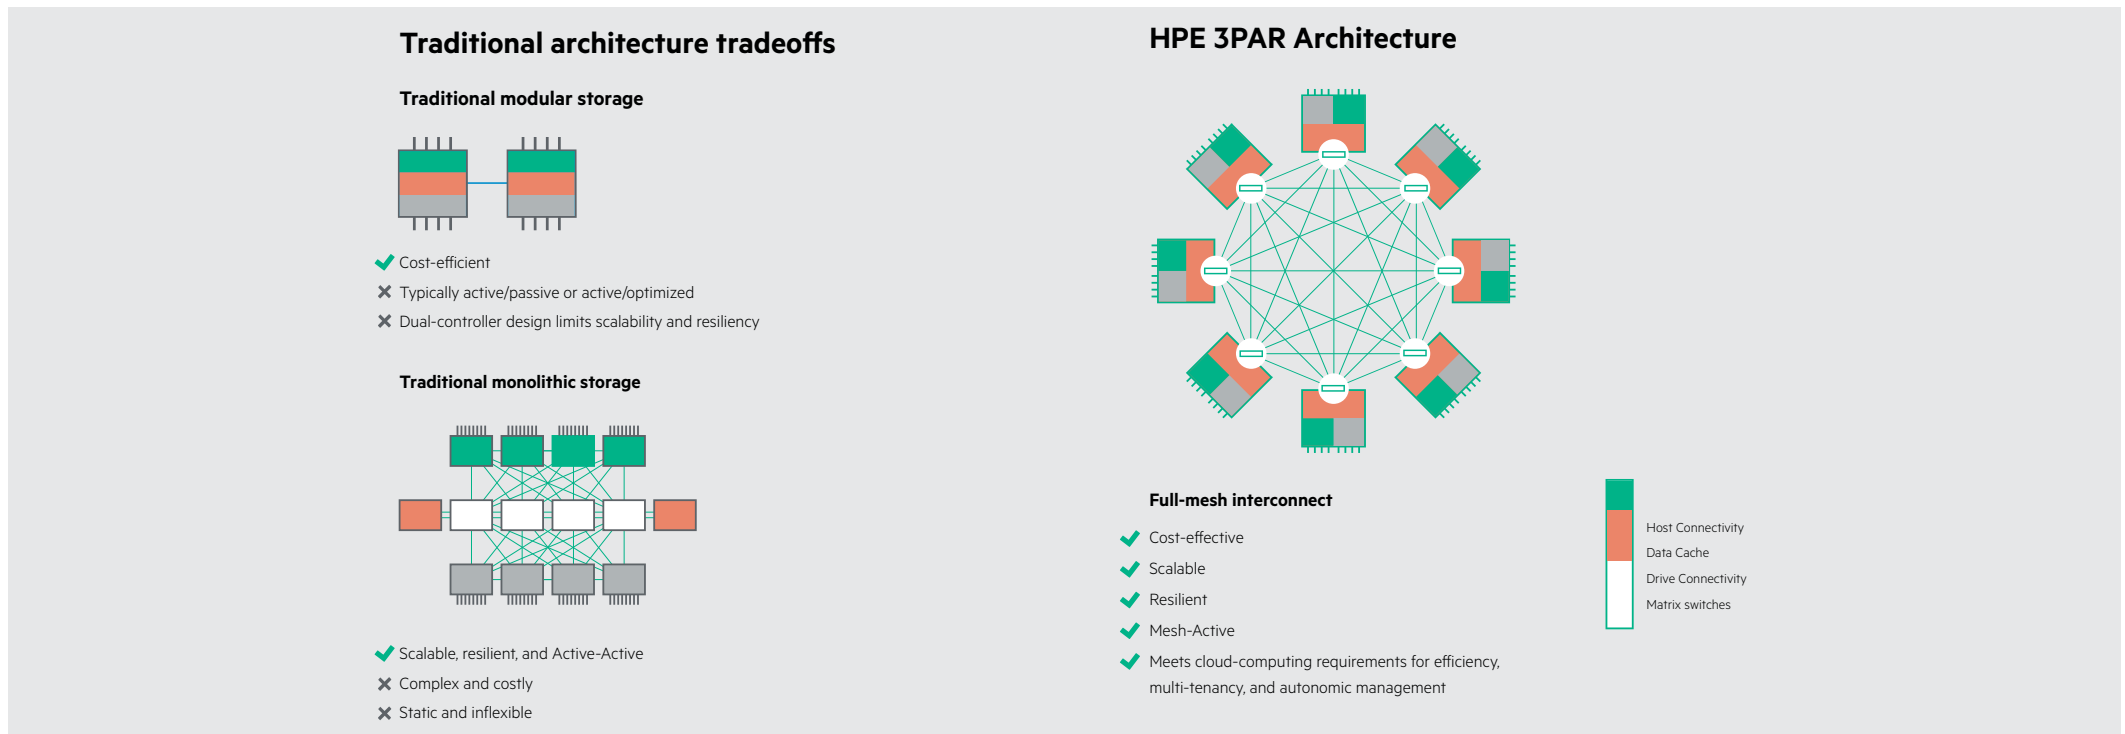 Traditional architecture tradeoffs
Traditional modular storage
Cost-efficient
Typically active/passive or active/optimized
Dual-controller design limits scalability and resiliency
Traditional monolithic storage
Scalable, resilient, and Active-Active
Complex and costly
Static and inflexible
HPE 3PAR Architecture
Full-mesh interconnect
Cost-effective
Scalable
Resilient
Mesh-Active
Meets cloud-computing requirements for efficiency,
multi-tenancy, and autonomic management
Host Connectivity
Data Cache
Drive Connectivity
Matrix switches